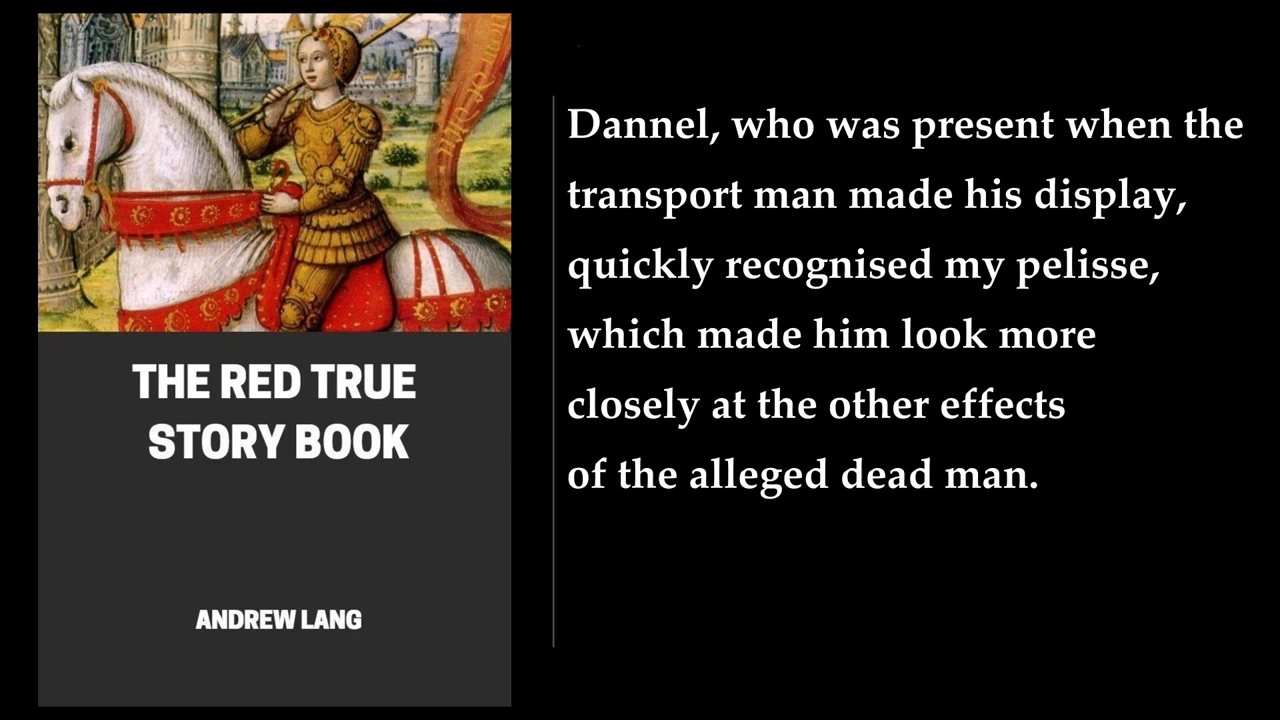 THE RED TRUE
STORY BOOK
ANDREW LANG
Dannel, who was present when the
transport man made his display,
quickly recognised my pelisse,
which made him look more
closely at the other effects
of the alleged dead man.